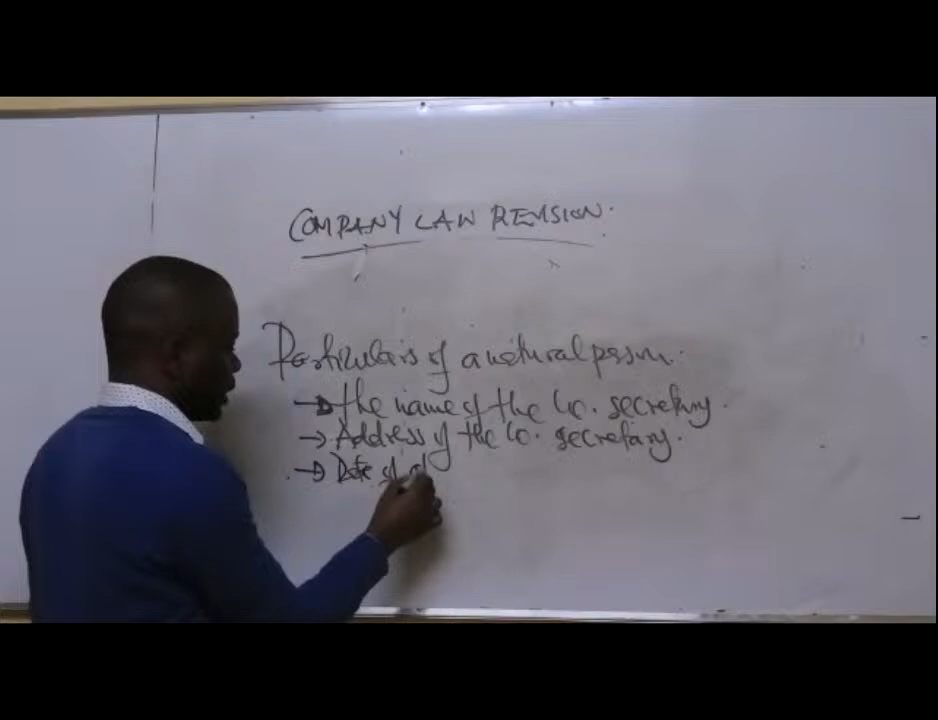 COMPANY LAW REVISION.
Particulars of a natural person.
→ the name of the Co. secretary.
→ Address of the Co. secretary.
→ Date of